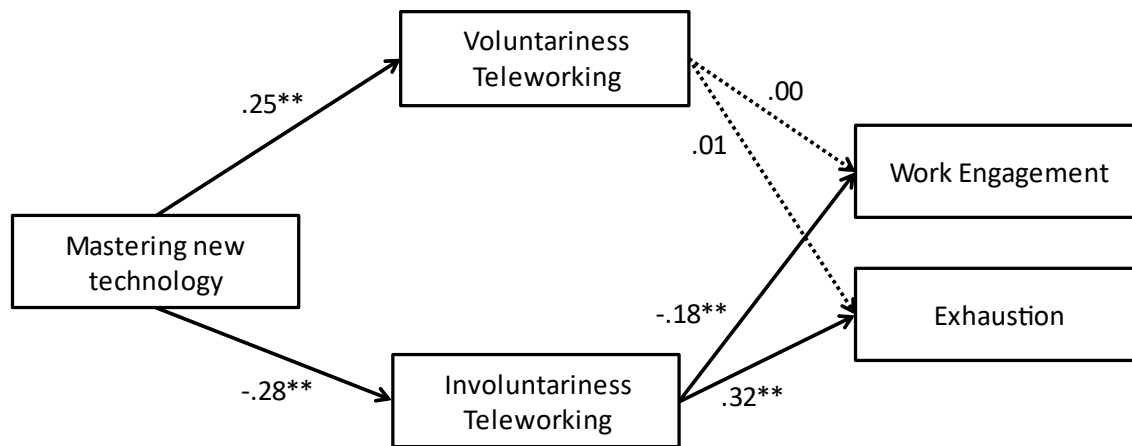 Voluntariness
Teleworking
.25**
.00
.01
Work Engagement
Mastering new
technology
Exhaustion
-.18**
-.28**
Involuntariness
Teleworking
.32**